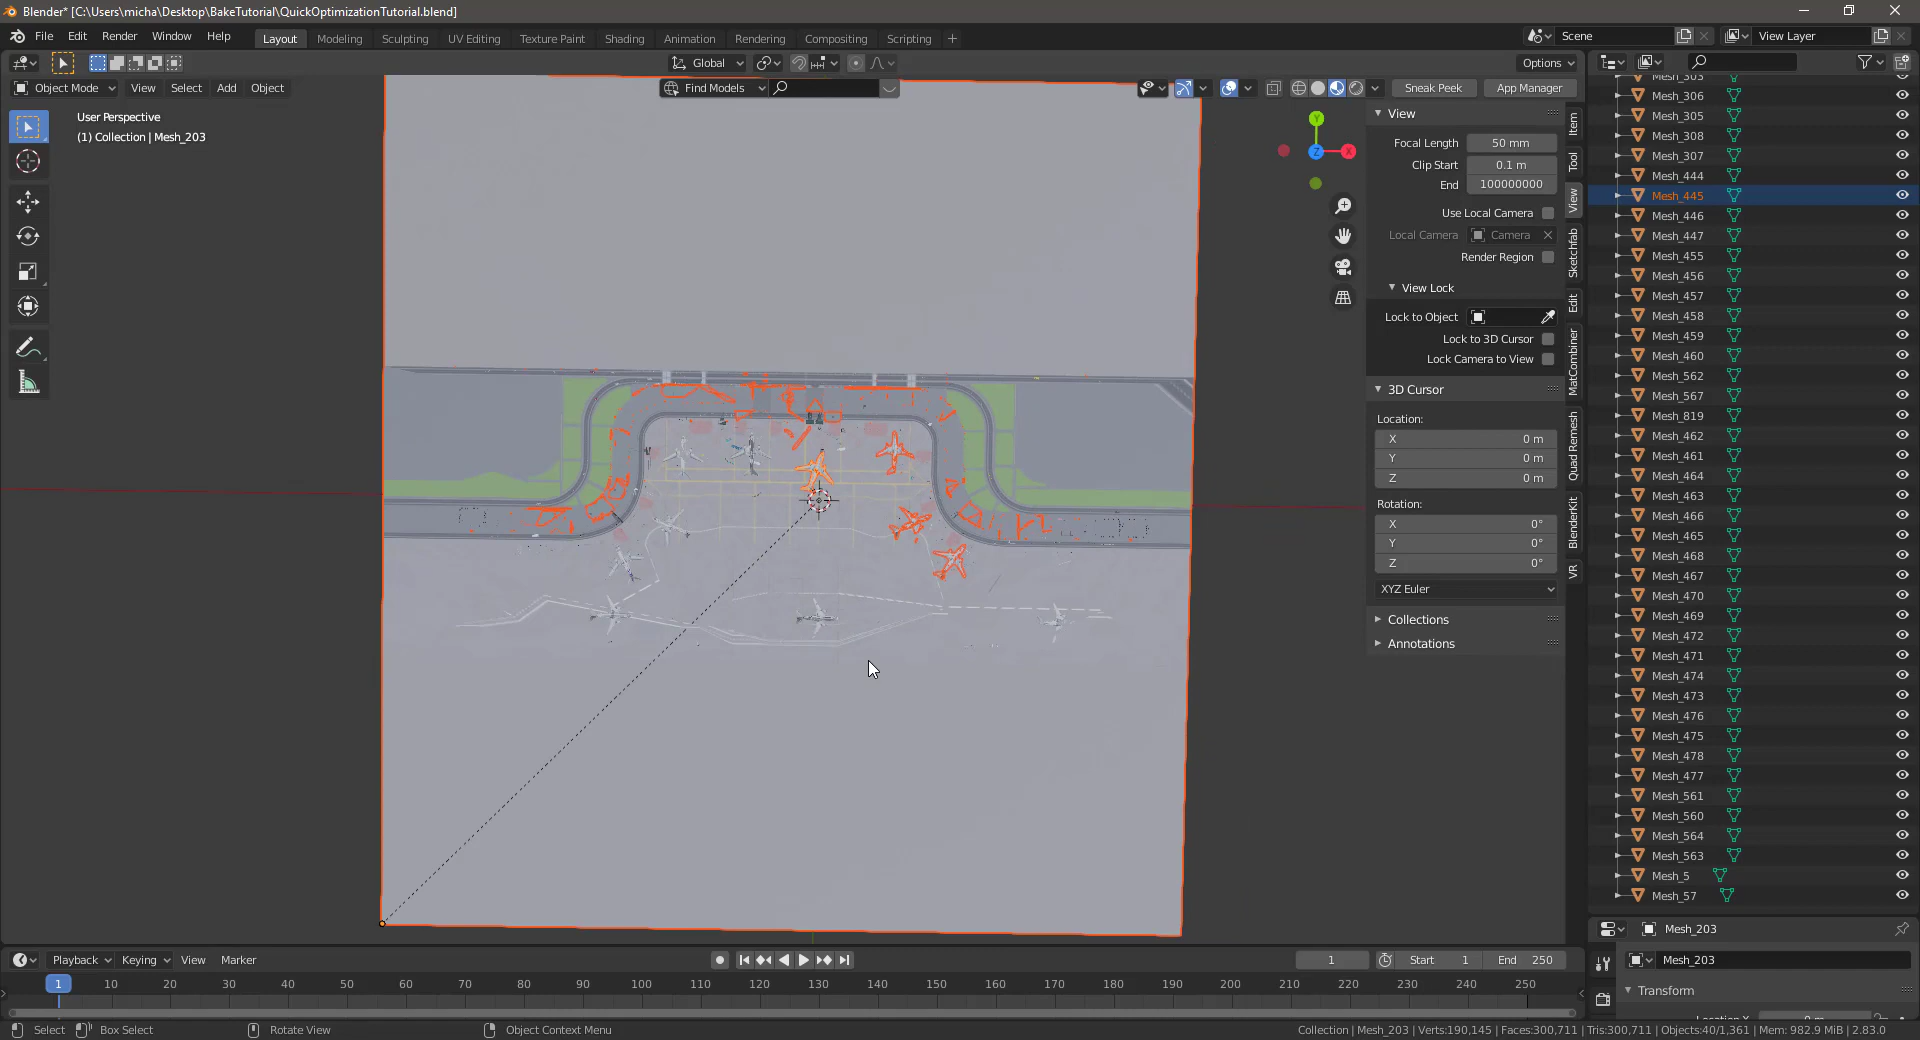 Blender* [C:\Users\micha\Desktop\BakeTutorial\QuickOptimizationTutorial.blend]
File Edit Render Window Help Layout Modeling Sculpting UV Editing Texture Paint Shading Animation Rendering Compositing Scripting + Scene View Layer
Global Options
Object Mode View Select Add Object Find Models Sneak Peek App Manager
User Perspective
(1) Collection | Mesh_203
Y
Z
X
View
Focal Length 50 mm
Clip Start 0.1 m
End 100000000
Use Local Camera
Local Camera Camera
Render Region
View Lock
Lock to Object
Lock to 3D Cursor
Lock Camera to View
3D Cursor
Location:
X 0 m
Y 0 m
Z 0 m
Rotation:
X 0°
Y 0°
Z 0°
XYZ Euler
Collections
Annotations
Item
Tool
View
Sketchfab
Edit
MatCombiner
Quad Remesh
BlenderKit
VR
Mesh_303
Mesh_306
Mesh_305
Mesh_308
Mesh_307
Mesh_444
Mesh_445
Mesh_446
Mesh_447
Mesh_455
Mesh_456
Mesh_457
Mesh_458
Mesh_459
Mesh_460
Mesh_562
Mesh_567
Mesh_819
Mesh_462
Mesh_461
Mesh_464
Mesh_463
Mesh_466
Mesh_465
Mesh_468
Mesh_467
Mesh_470
Mesh_469
Mesh_472
Mesh_471
Mesh_474
Mesh_473
Mesh_476
Mesh_475
Mesh_478
Mesh_477
Mesh_561
Mesh_560
Mesh_564
Mesh_563
Mesh_5
Mesh_57
Mesh_203
Mesh_203
Transform
Playback Keying View Marker 1 Start 1 End 250
1 10 20 30 40 50 60 70 80 90 100 110 120 130 140 150 160 170 180 190 200 210 220 230 240 250
Select Box Select Rotate View Object Context Menu Collection | Mesh_203 | Verts:190,145 | Faces:300,711 | Tris:300,711 | Objects:40/1,361 | Mem: 982.9 MiB | 2.83.0